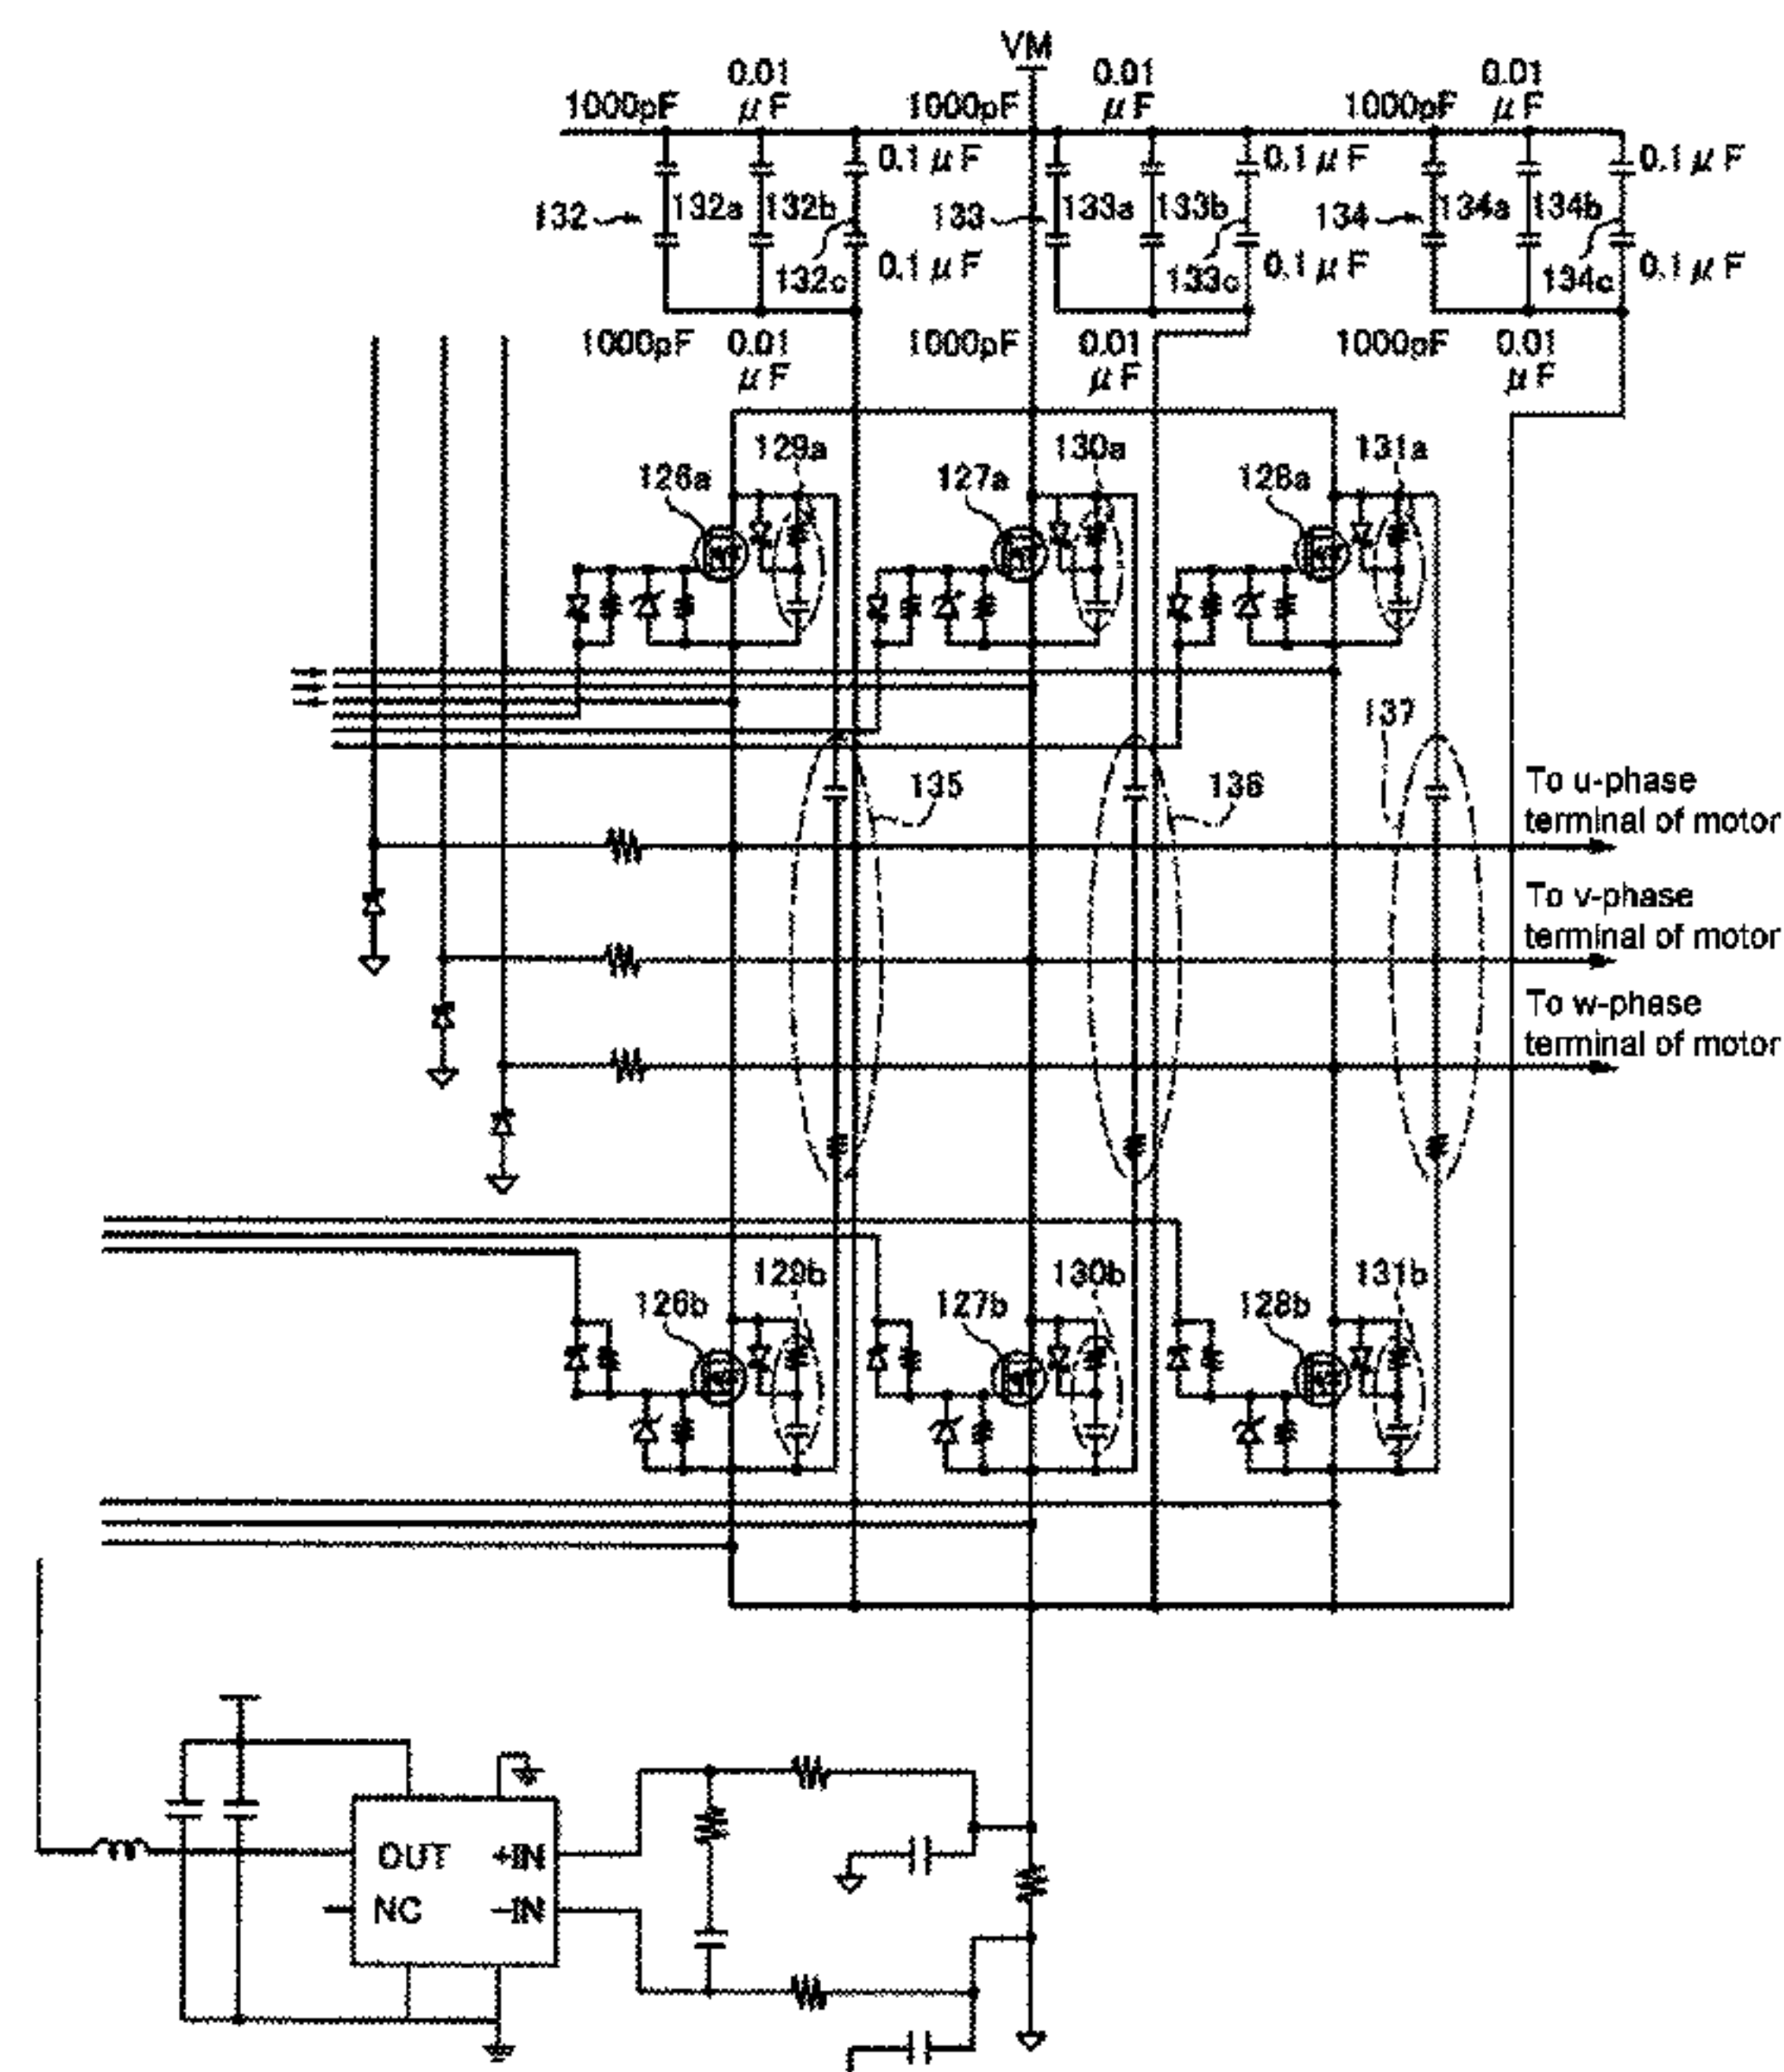 VM
0.01
μF
0.01
μF
0.01
μF
1000pF
1000pF
1000pF
0.1μF
0.1μF
0.1μF
132
132a
132b
133
133a
133b
134
134a
134b
132c
0.1μF
133c
0.1μF
134c
0.1μF
1000pF
0.01
μF
1000pF
0.01
μF
1000pF
0.01
μF
129a
130a
131a
126a
127a
128a
137
135
136
To u-phase
terminal of motor
To v-phase
terminal of motor
To w-phase
terminal of motor
129b
130b
131b
126b
127b
128b
OUT
+IN
NC
−IN